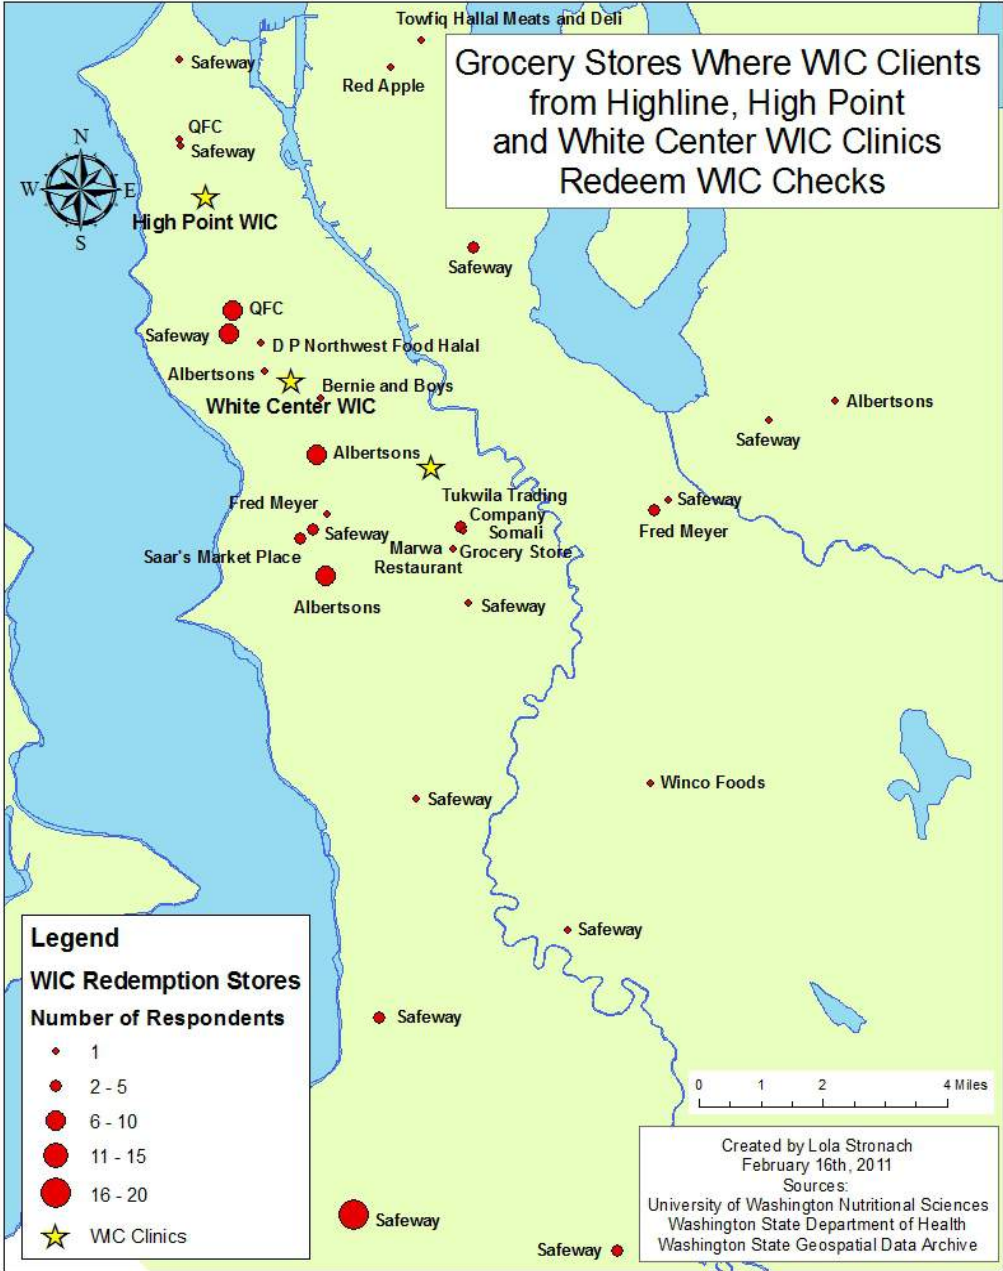 Towfiq Hallal Meats and Deli
Grocery Stores Where WIC Clients
from Highline, High Point
and White Center WIC Clinics
Redeem WIC Checks
Safeway
Red Apple
QFC
Safeway
N
W
E
S
High Point WIC
Safeway
QFC
Safeway
D P Northwest Food Halal
Albertsons
Bernie and Boys
White Center WIC
Albertsons
Safeway
Albertsons
Tukwila Trading
Company
Fred Meyer
Safeway
Saar's Market Place
Somali
Grocery Store
Marwa
Restaurant
Safeway
Fred Meyer
Albertsons
Safeway
Safeway
Winco Foods
Safeway
Safeway
Safeway
Safeway
Legend
WIC Redemption Stores
Number of Respondents
1
2 - 5
6 - 10
11 - 15
16 - 20
WIC Clinics
0 1 2 4 Miles
Created by Lola Stronach
February 16th, 2011
Sources:
University of Washington Nutritional Sciences
Washington State Department of Health
Washington State Geospatial Data Archive